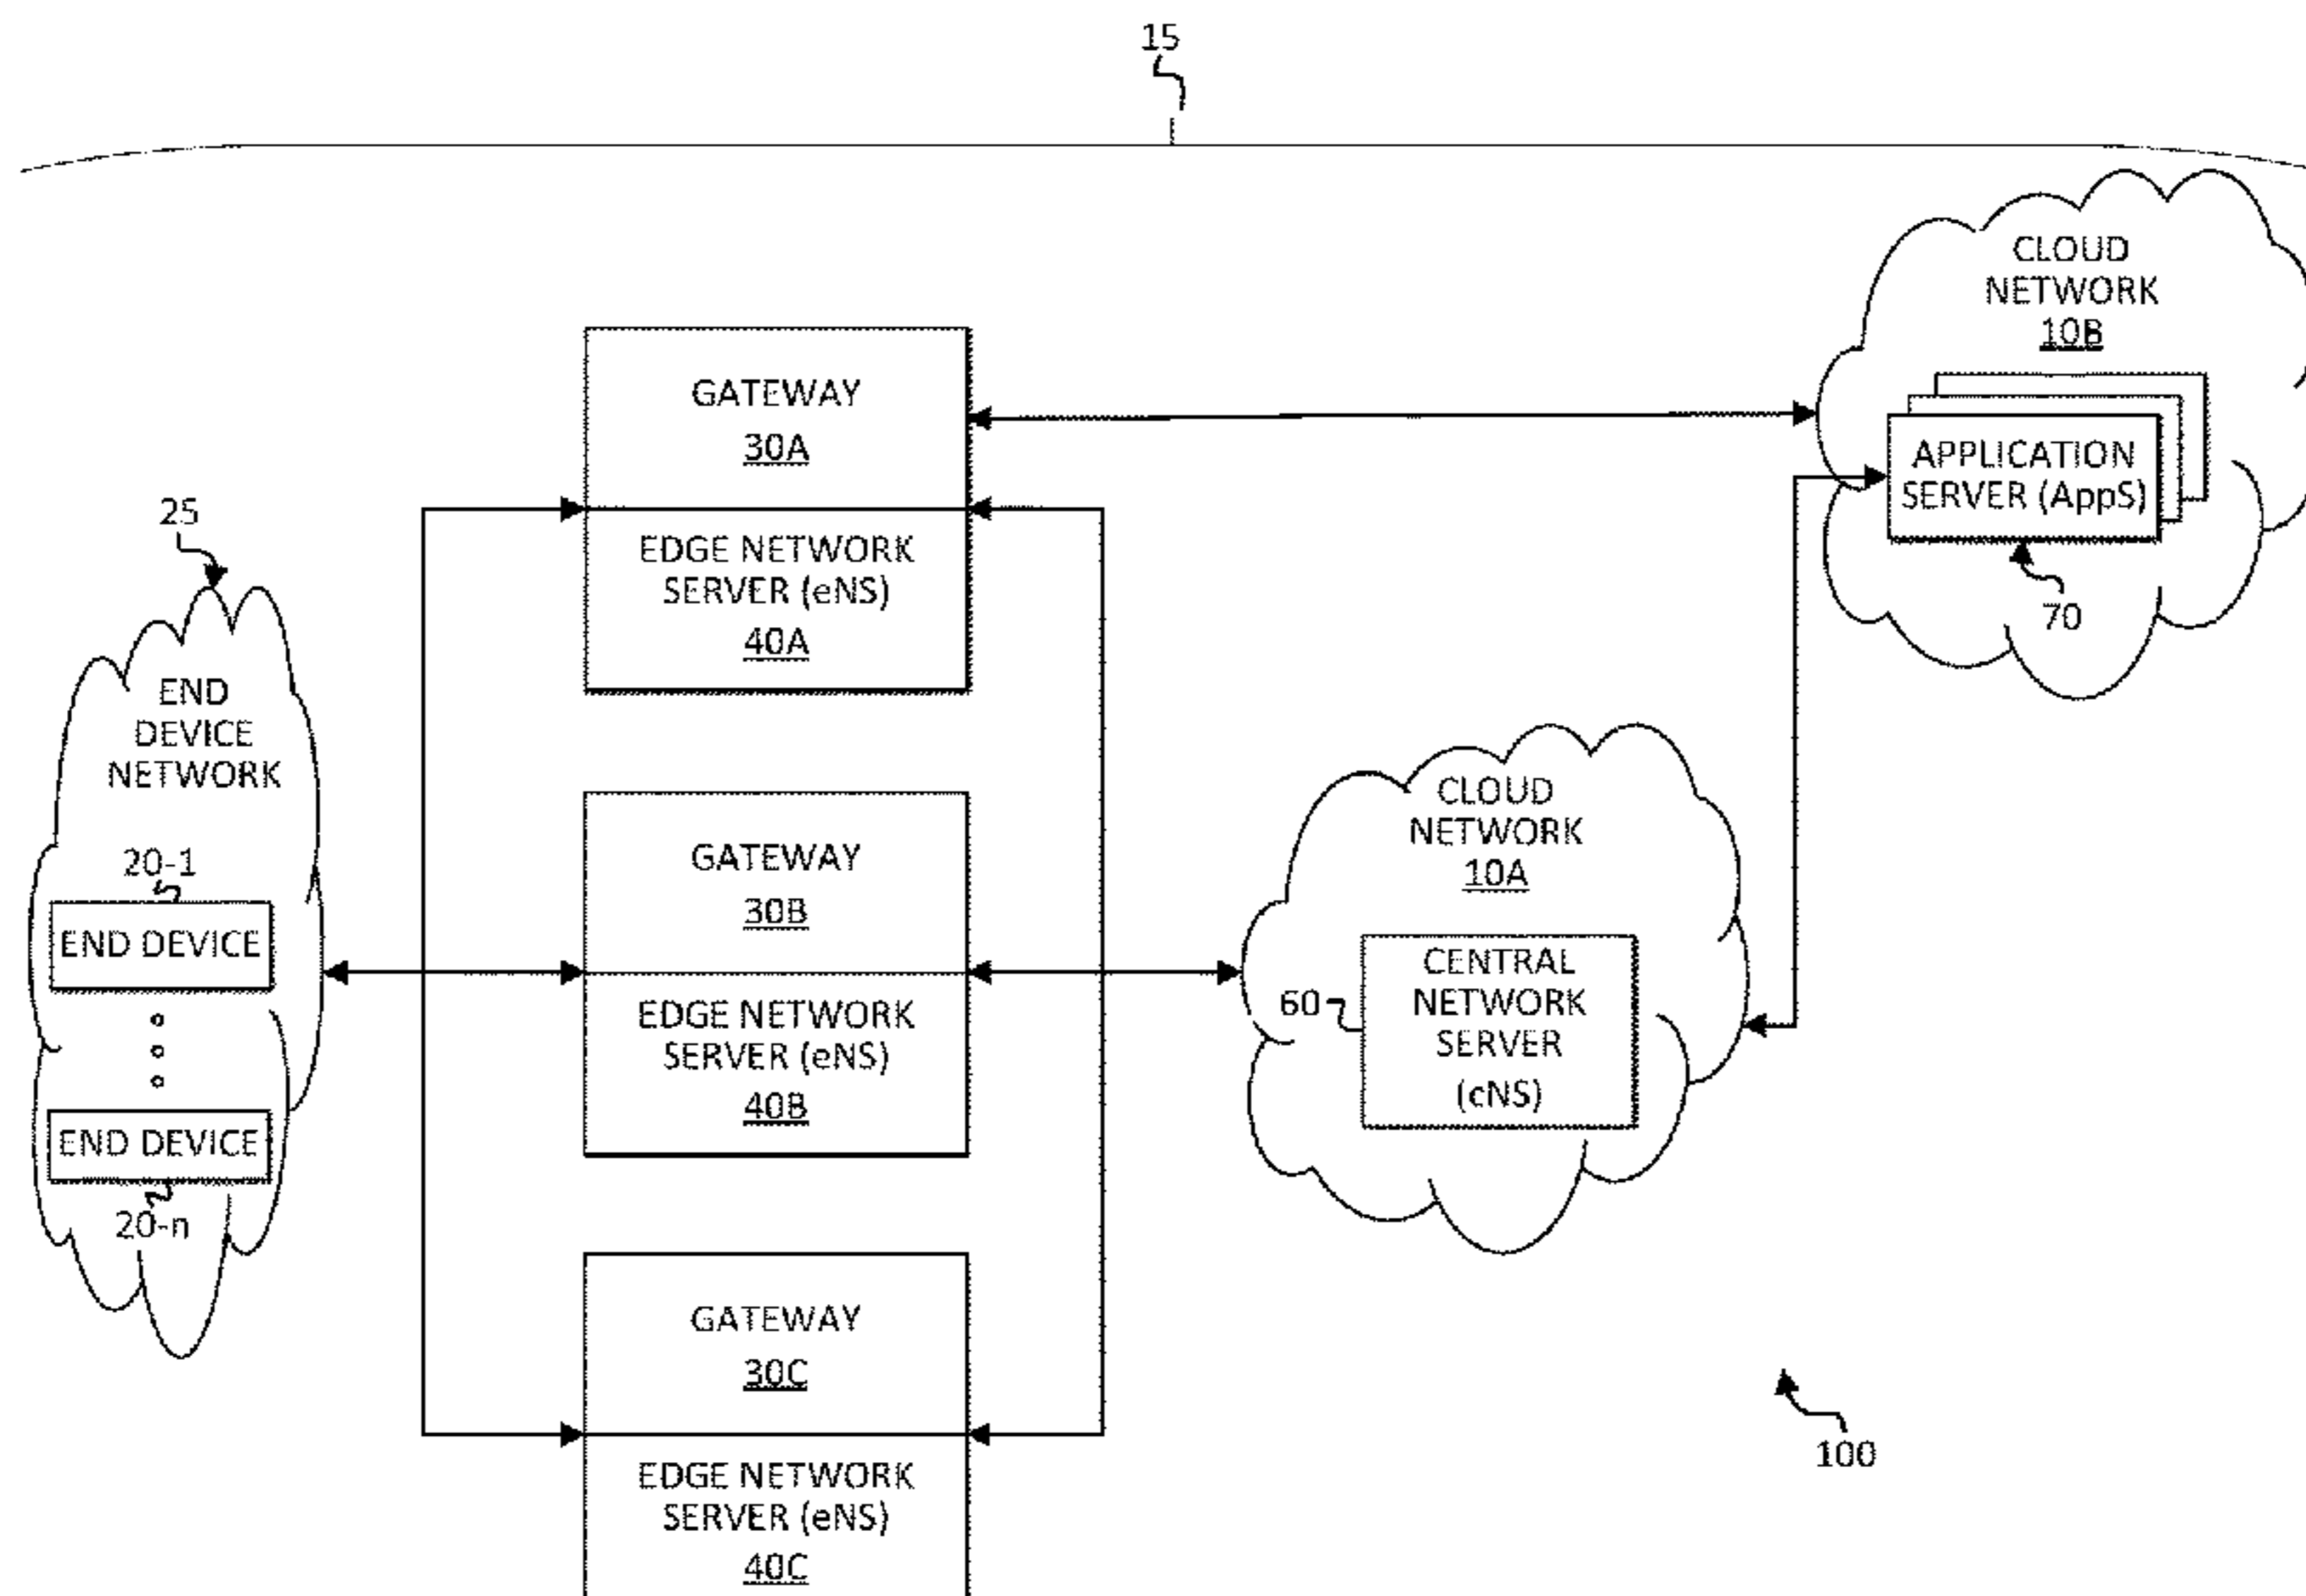 15
CLOUD
NETWORK
10B
APPLICATION
SERVER (AppS)
70
GATEWAY
30A
EDGE NETWORK
SERVER (eNS)
40A
25
END
DEVICE
NETWORK
20-1
END DEVICE
END DEVICE
20-n
GATEWAY
30B
EDGE NETWORK
SERVER (eNS)
40B
CLOUD
NETWORK
10A
60
CENTRAL
NETWORK
SERVER
(cNS)
GATEWAY
30C
EDGE NETWORK
SERVER (eNS)
40C
100